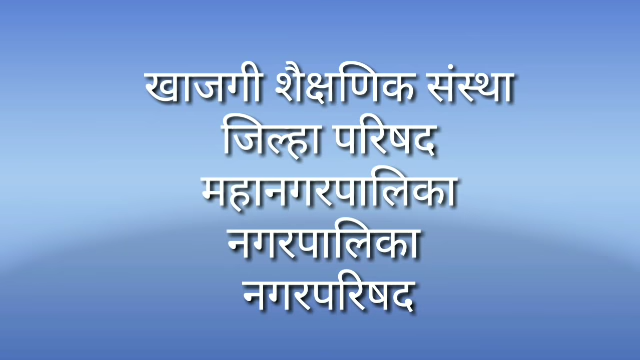 खाजगी शैक्षणिक संस्था
जिल्हा परिषद
महानगरपालिका
नगरपालिका
नगरपरिषद